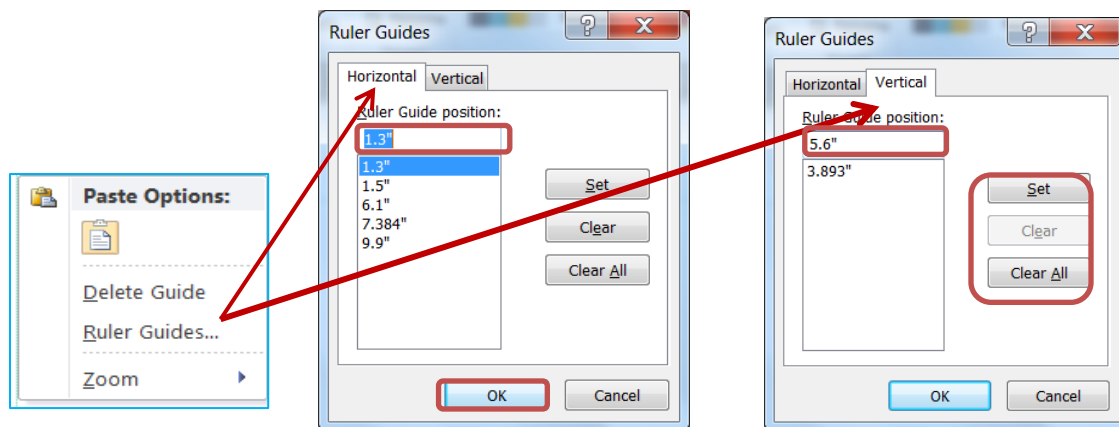 Paste Options:
Delete Guide
Ruler Guides...
Zoom
Ruler Guides
Horizontal Vertical
Ruler Guide position:
1.3"
1.3"
1.5"
6.1"
7.384"
9.9"
Set
Clear
Clear All
OK Cancel
Ruler Guides
Horizontal Vertical
Ruler Guide position:
5.6"
3.893"
Set
Clear
Clear All
OK Cancel